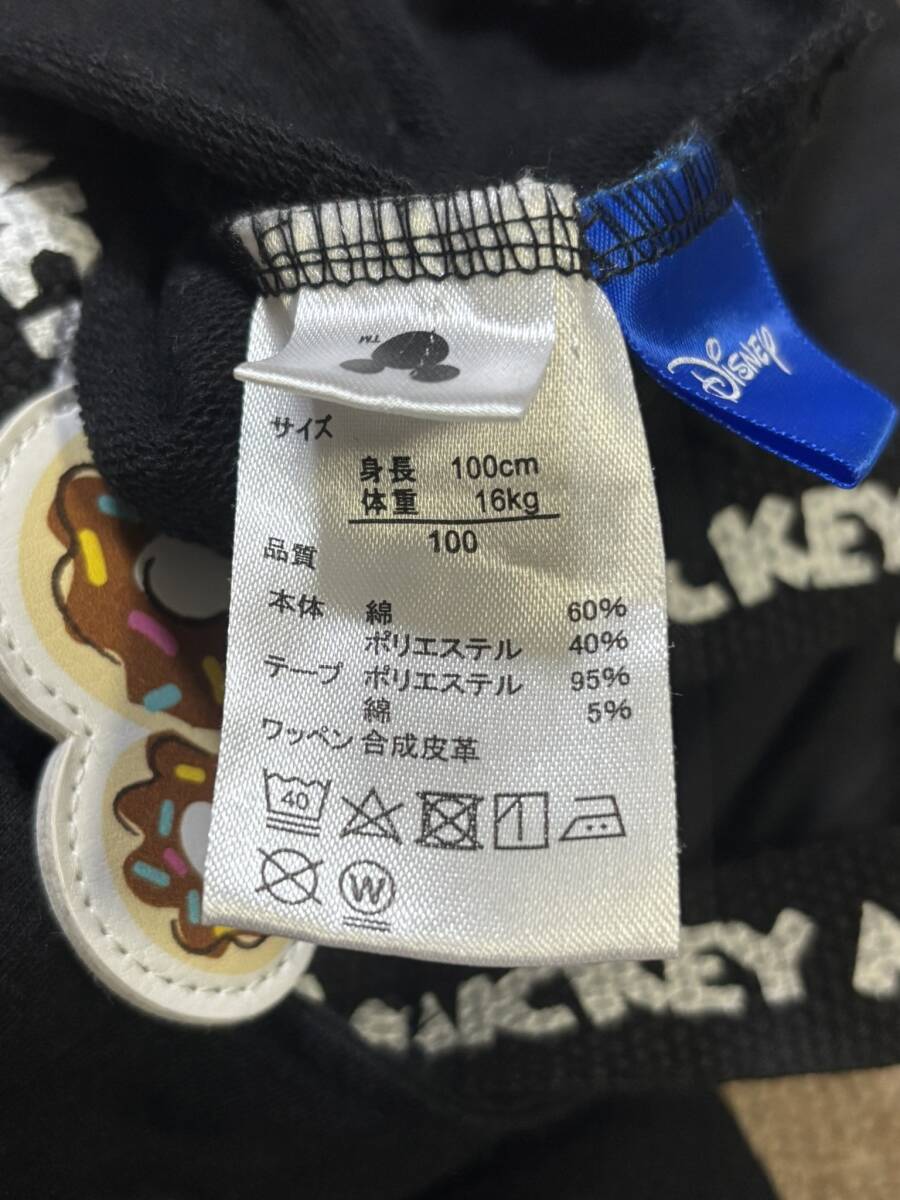 TM
DISNEY
サイズ
身長 100cm
体重 16kg
100
品質
本体 綿 60%
ポリエステル 40%
テープ ポリエステル 95%
綿 5%
ワッペン 合成皮革
40
W
KEY
MICKEY